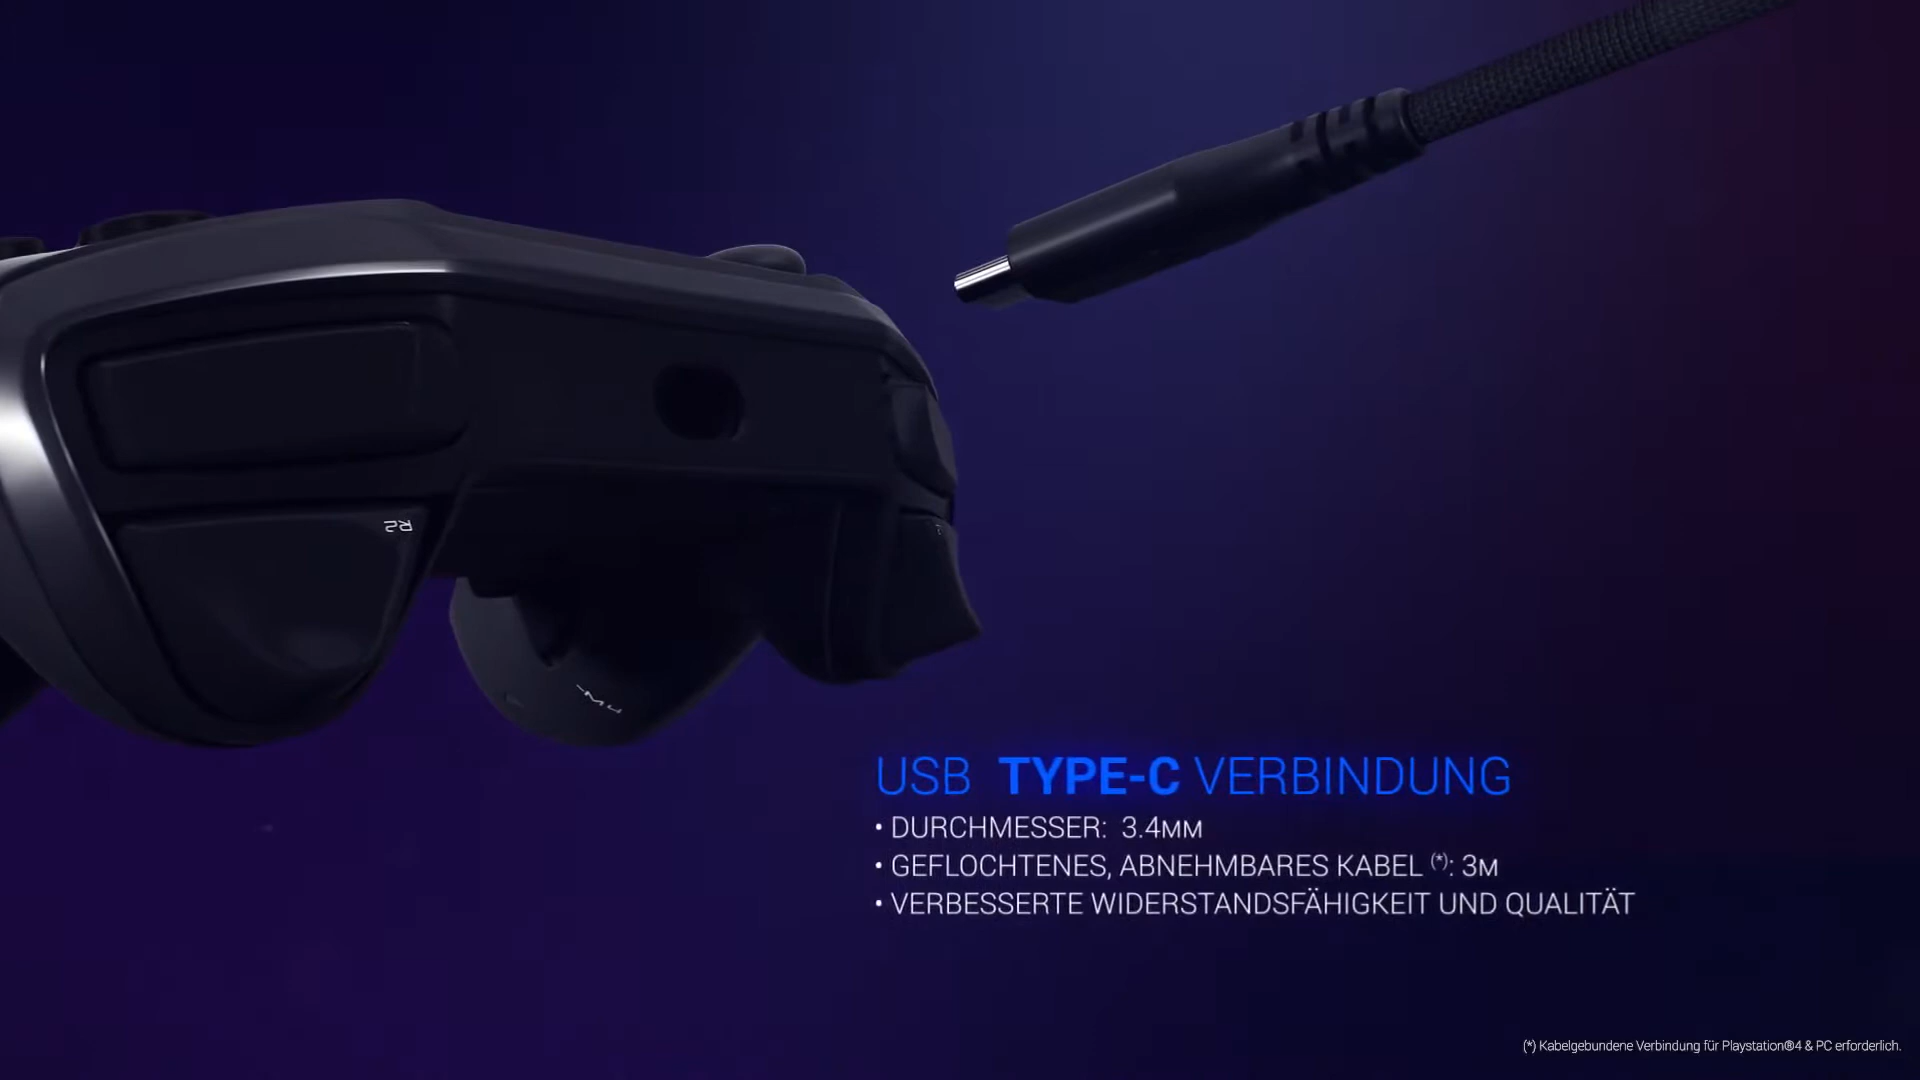 R2
M4
USB TYPE-C VERBINDUNG
• DURCHMESSER: 3.4MM
• GEFLOCHTENES, ABNEHMBARES KABEL (*): 3M
• VERBESSERTE WIDERSTANDSFÄHIGKEIT UND QUALITÄT
(*) Kabelgebundene Verbindung für Playstation®4 & PC erforderlich.